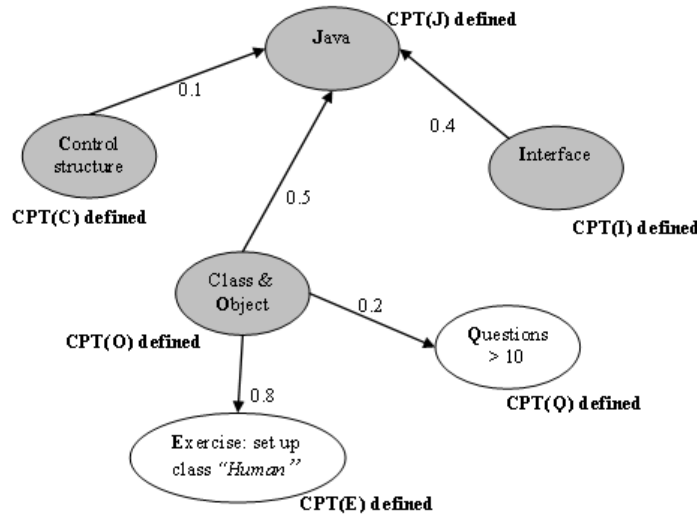 CPT(J) defined
Java
0.1
0.4
Control
structure
Interface
CPT(C) defined
0.5
CPT(I) defined
Class &
Object
0.2
CPT(O) defined
Questions
> 10
0.8
CPT(Q) defined
Exercise: set up
class “Human”
CPT(E) defined